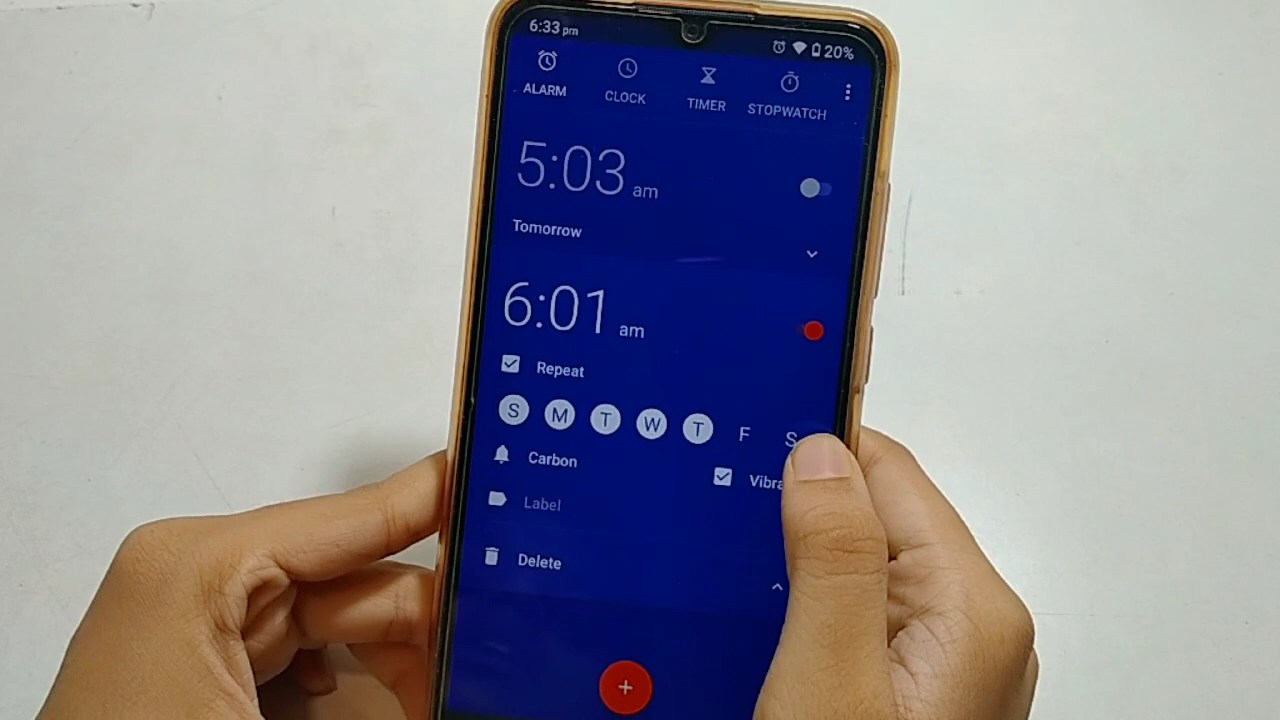 6:33 pm 20%
ALARM CLOCK TIMER STOPWATCH
5:03 am
Tomorrow
6:01 am
Repeat
S M T W T F S
Carbon Vibra
Label
Delete